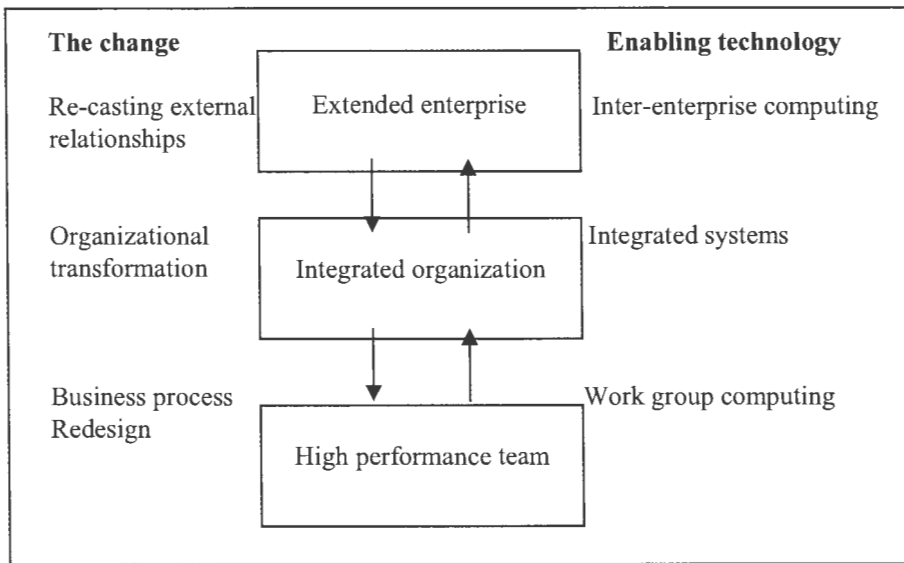 The change
Enabling technology
Re-casting external
relationships
Extended enterprise
Inter-enterprise computing
Organizational
transformation
Integrated organization
Integrated systems
Business process
Redesign
High performance team
Work group computing